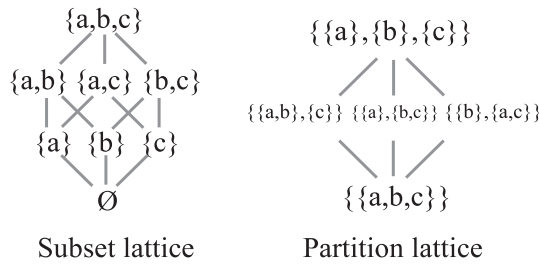 {a,b,c}
{a,b} {a,c} {b,c}
{a} {b} {c}
Ø
Subset lattice
{{a},{b},{c}}
{{a,b},{c}} {{a},{b,c}} {{b},{a,c}}
{{a,b,c}}
Partition lattice